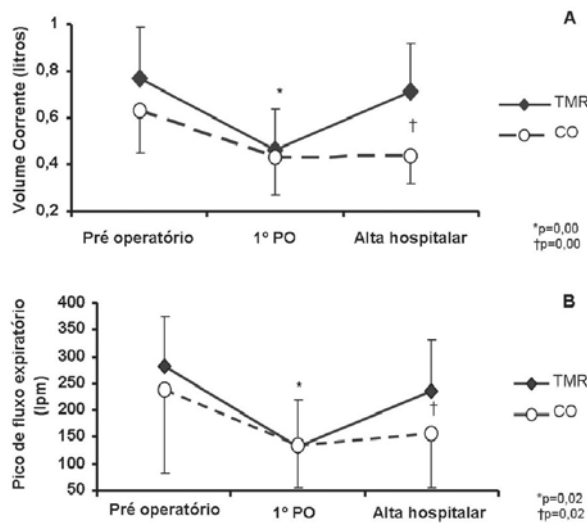 A
Volume Corrente (litros)
1
0,8
0,6
0,4
0,2
*
†
Pré operatório 1º PO Alta hospitalar
TMR
CO
*p=0,00
†p=0,00
B
Pico de fluxo expiratório
(lpm)
400
350
300
250
200
150
100
50
*
†
Pré operatório 1º PO Alta hospitalar
TMR
CO
*p=0,02
†p=0,02